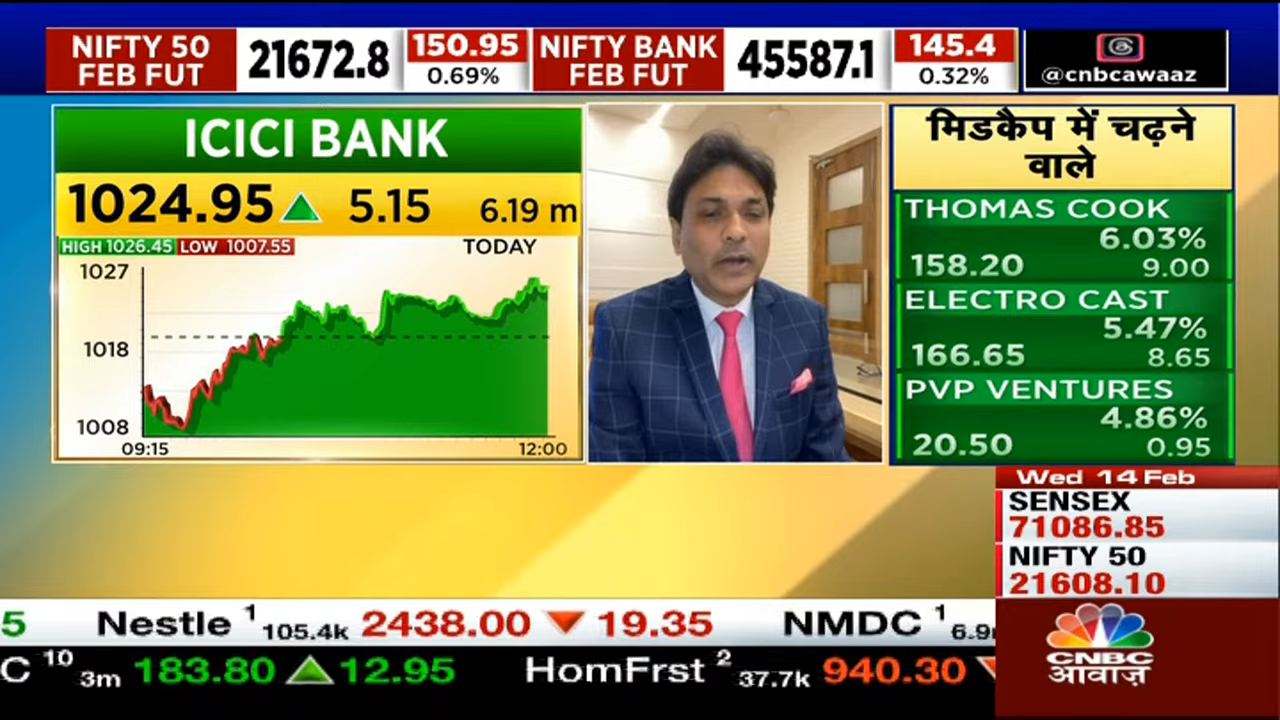 NIFTY 50
FEB FUT
21672.8
150.95
0.69%
NIFTY BANK
FEB FUT
45587.1
145.4
0.32%
@cnbcawaaz
ICICI BANK
1024.95 5.15 6.19 m
HIGH 1026.45 LOW 1007.55 TODAY
1027
1018
1008
09:15 12:00
मिडकैप में चढ़ने
वाले
THOMAS COOK
6.03%
158.20 9.00
ELECTRO CAST
5.47%
166.65 8.65
PVP VENTURES
4.86%
20.50 0.95
Wed 14 Feb
SENSEX
71086.85
NIFTY 50
21608.10
5 Nestle 1 105.4k 2438.00 19.35 NMDC 1
C 10 3m 183.80 12.95 HomFrst 2 37.7k 940.30
CNBC
आवाज़